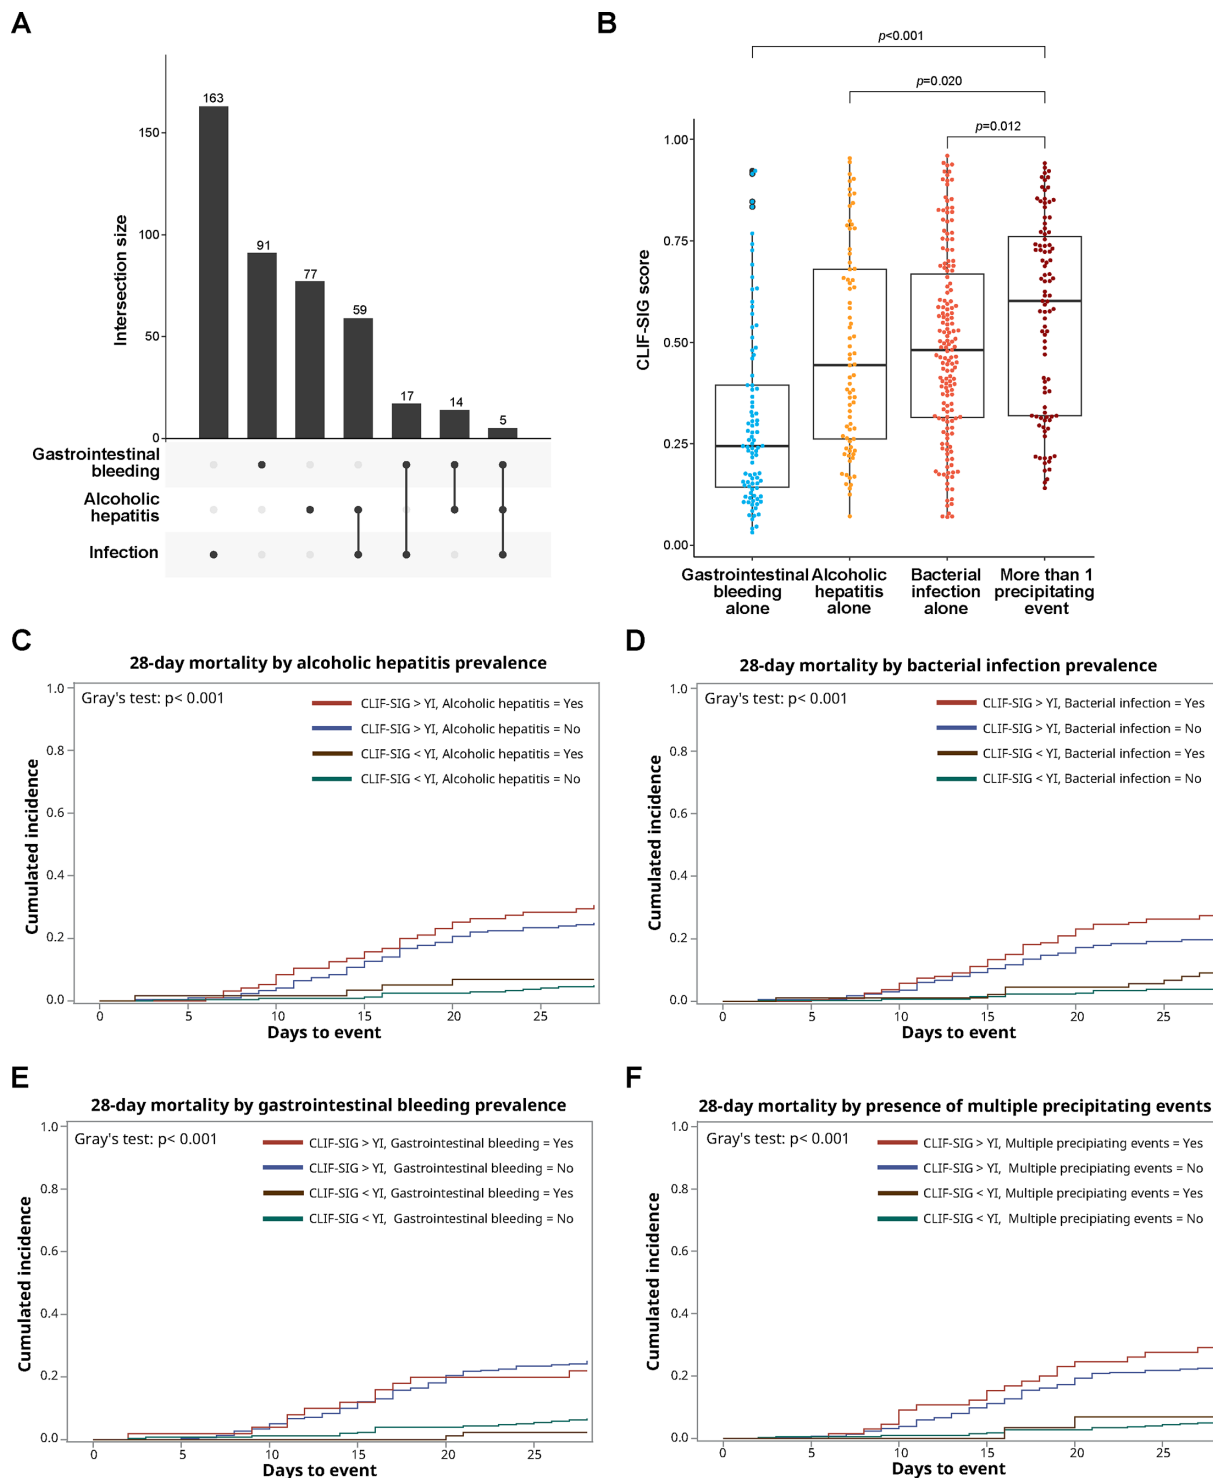 A
163
150
100
91
77
59
50
17
14
5
0
Intersection size
Gastrointestinal
bleeding
Alcoholic
hepatitis
Infection
B
p<0.001
p=0.020
p=0.012
1.00
0.75
0.50
0.25
0.00
CLIF-SIG score
Gastrointestinal
bleeding
alone
Alcoholic
hepatitis
alone
Bacterial
infection
alone
More than 1
precipitating
event
C
28-day mortality by alcoholic hepatitis prevalence
Gray's test: p< 0.001
CLIF-SIG > YI, Alcoholic hepatitis = Yes
CLIF-SIG > YI, Alcoholic hepatitis = No
CLIF-SIG < YI, Alcoholic hepatitis = Yes
CLIF-SIG < YI, Alcoholic hepatitis = No
1.0
0.8
0.6
0.4
0.2
0.0
Cumulated incidence
0 5 10 15 20 25
Days to event
D
28-day mortality by bacterial infection prevalence
Gray's test: p< 0.001
CLIF-SIG > YI, Bacterial infection = Yes
CLIF-SIG > YI, Bacterial infection = No
CLIF-SIG < YI, Bacterial infection = Yes
CLIF-SIG < YI, Bacterial infection = No
1.0
0.8
0.6
0.4
0.2
0.0
Cumulated incidence
0 5 10 15 20 25
Days to event
E
28-day mortality by gastrointestinal bleeding prevalence
Gray's test: p< 0.001
CLIF-SIG > YI, Gastrointestinal bleeding = Yes
CLIF-SIG > YI, Gastrointestinal bleeding = No
CLIF-SIG < YI, Gastrointestinal bleeding = Yes
CLIF-SIG < YI, Gastrointestinal bleeding = No
1.0
0.8
0.6
0.4
0.2
0.0
Cumulated incidence
0 5 10 15 20 25
Days to event
F
28-day mortality by presence of multiple precipitating events
Gray's test: p< 0.001
CLIF-SIG > YI, Multiple precipiating events = Yes
CLIF-SIG > YI, Multiple precipiating events = No
CLIF-SIG < YI, Multiple precipiating events = Yes
CLIF-SIG < YI, Multiple precipiating events = No
1.0
0.8
0.6
0.4
0.2
0.0
Cumulated incidence
0 5 10 15 20 25
Days to event